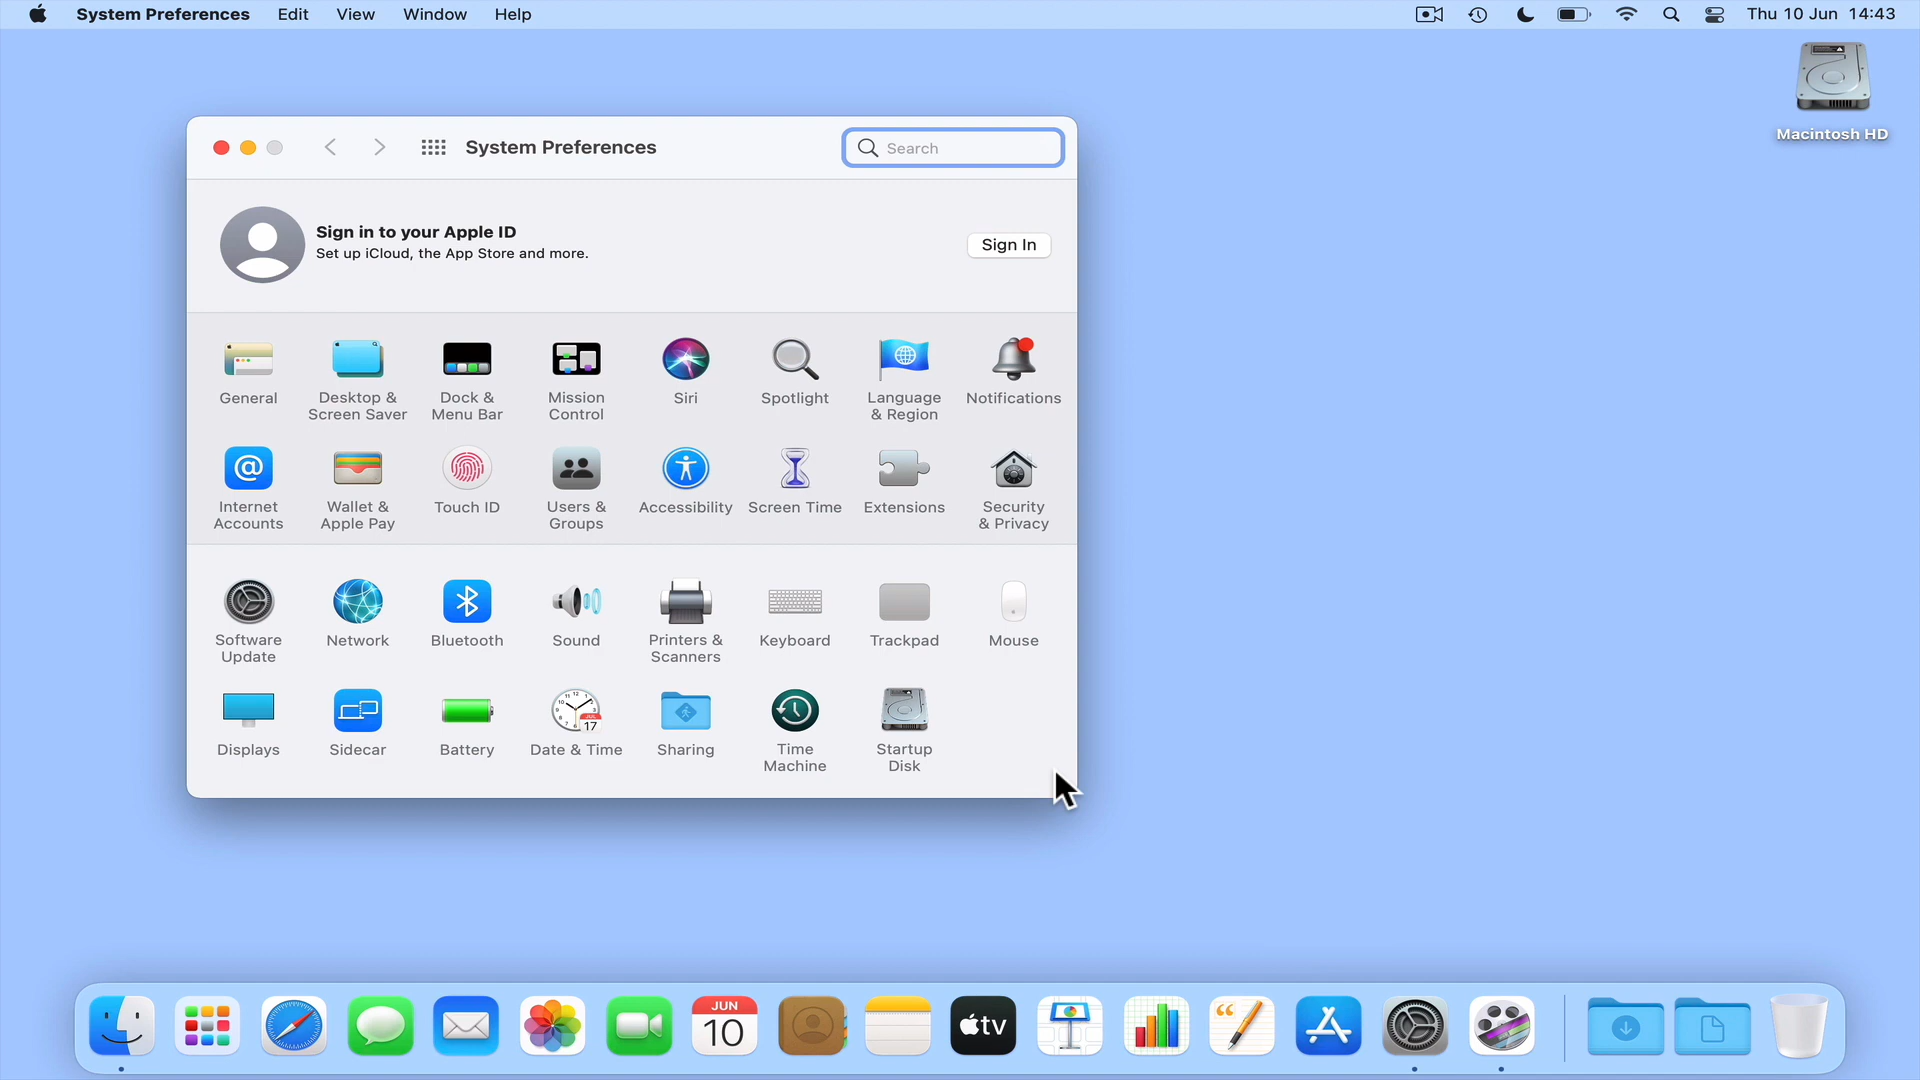 System Preferences Edit View Window Help Thu 10 Jun 14:43
Macintosh HD
System Preferences Search
Sign in to your Apple ID
Set up iCloud, the App Store and more.
Sign In
General
Desktop &
Screen Saver
Dock &
Menu Bar
Mission
Control
Siri
Spotlight
Language
& Region
Notifications
Internet
Accounts
Wallet &
Apple Pay
Touch ID
Users &
Groups
Accessibility
Screen Time
Extensions
Security
& Privacy
Software
Update
Network
Bluetooth
Sound
Printers &
Scanners
Keyboard
Trackpad
Mouse
Displays
Sidecar
Battery
JUL
17
Date & Time
Sharing
Time
Machine
Startup
Disk
JUN
10
tv